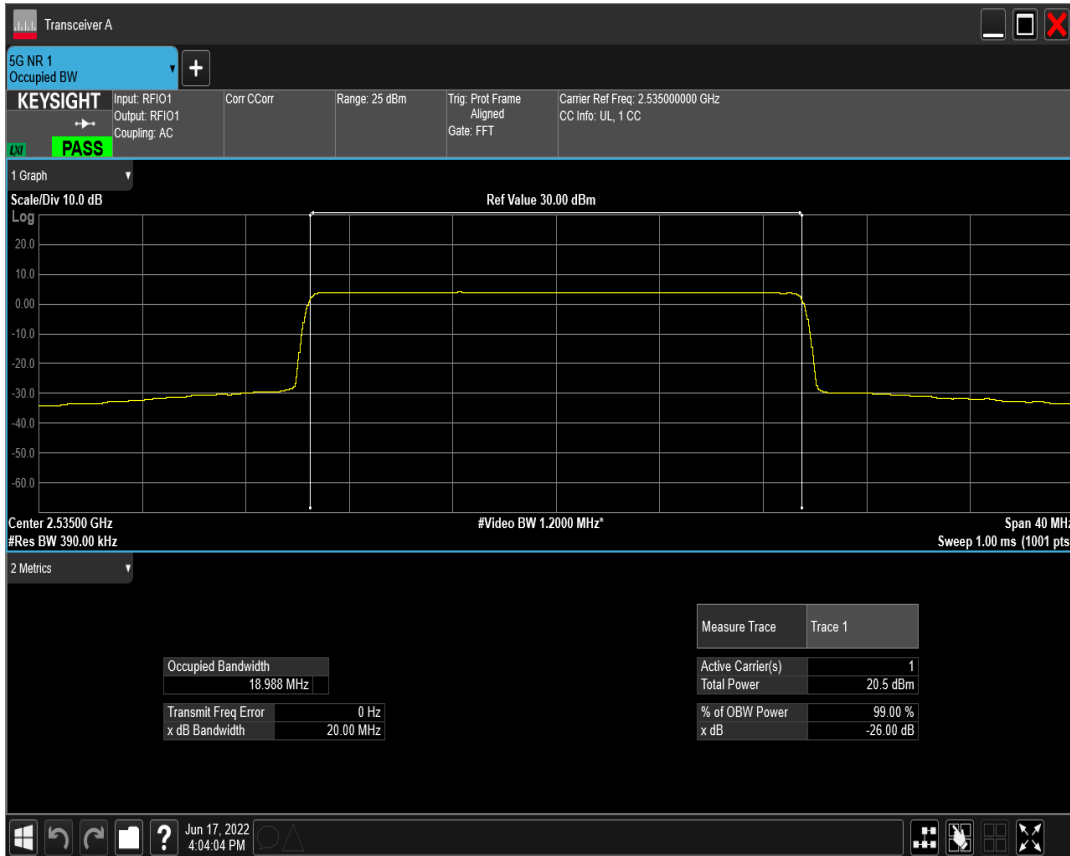 Transceiver A
5G NR 1
Occupied BW
KEYSIGHT
LXI
PASS
Input: RFIO1
Output: RFIO1
Coupling: AC
Corr CCorr
Range: 25 dBm
Trig: Prot Frame
Aligned
Gate: FFT
Carrier Ref Freq: 2.535000000 GHz
CC Info: UL, 1 CC
1 Graph
Scale/Div 10.0 dB
Ref Value 30.00 dBm
Log
20.0
10.0
0.00
-10.0
-20.0
-30.0
-40.0
-50.0
-60.0
Center 2.53500 GHz
#Video BW 1.2000 MHz*
Span 40 MHz
#Res BW 390.00 kHz
Sweep 1.00 ms (1001 pts
2 Metrics
Measure Trace Trace 1
Occupied Bandwidth
18.988 MHz
Active Carrier(s) 1
Total Power 20.5 dBm
Transmit Freq Error 0 Hz
x dB Bandwidth 20.00 MHz
% of OBW Power 99.00 %
x dB -26.00 dB
?
Jun 17, 2022
4:04:04 PM